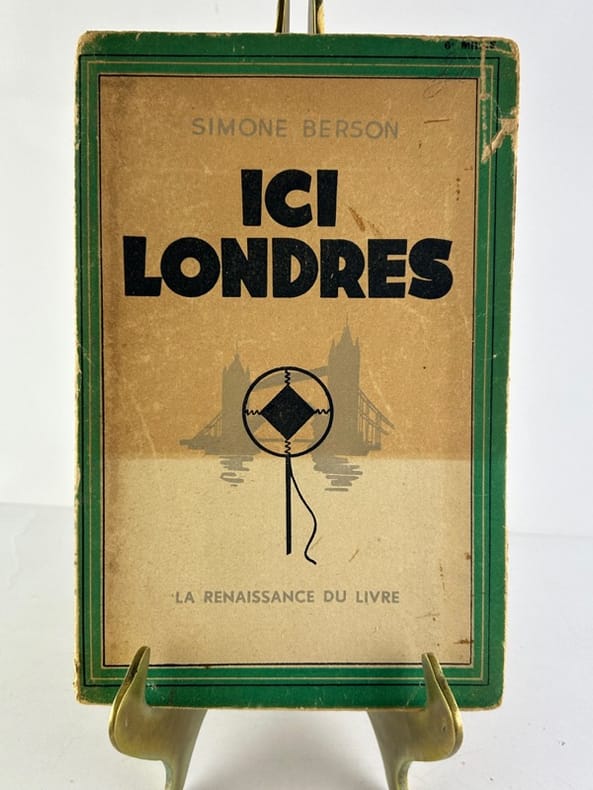 SIMONE BERSON
ICI
LONDRES
LA RENAISSANCE DU LIVRE